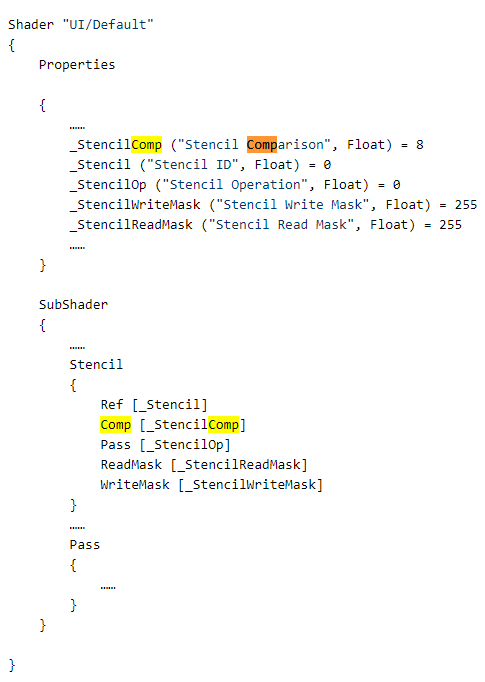 Shader "UI/Default"
{
Properties
{
……
_StencilComp ("Stencil Comparison", Float) = 8
_Stencil ("Stencil ID", Float) = 0
_StencilOp ("Stencil Operation", Float) = 0
_StencilWriteMask ("Stencil Write Mask", Float) = 255
_StencilReadMask ("Stencil Read Mask", Float) = 255
……
}
SubShader
{
……
Stencil
{
Ref [_Stencil]
Comp [_StencilComp]
Pass [_StencilOp]
ReadMask [_StencilReadMask]
WriteMask [_StencilWriteMask]
}
……
Pass
{
……
}
}
}